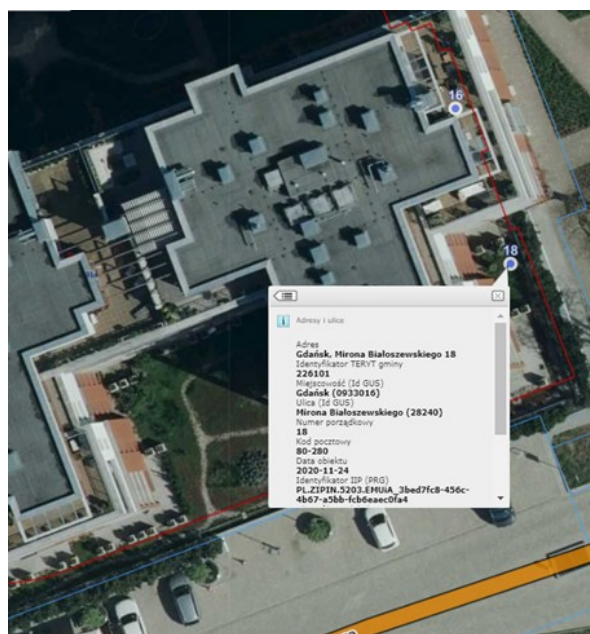 16
18
Adresy i ulice
Adres
Gdańsk, Mirona Białoszewskiego 18
Identyfikator TERYT gminy
226101
Miejscowość (Id GUS)
Gdańsk (0933016)
Ulica (Id GUS)
Mirona Białoszewskiego (28240)
Numer porządkowy
18
Kod pocztowy
80-280
Data obiektu
2020-11-24
Identyfikator IIP (PRG)
PL.ZIPIN.5203.EMUiA_3bed7fc8-456c-
4b67-a5bb-fcb6eaec0fa4